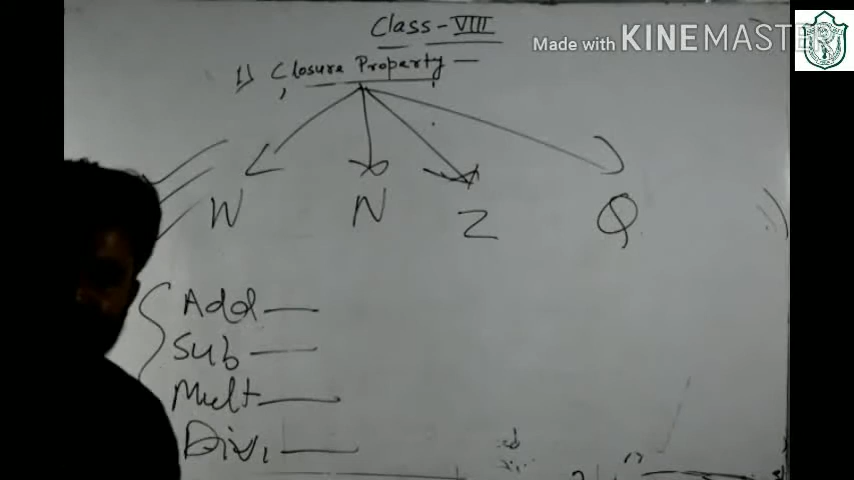 Class-VIII
Made with KINEMASTER
1) Closure Property —
W N Z Q
Add —
Sub —
Mult —
Div, —